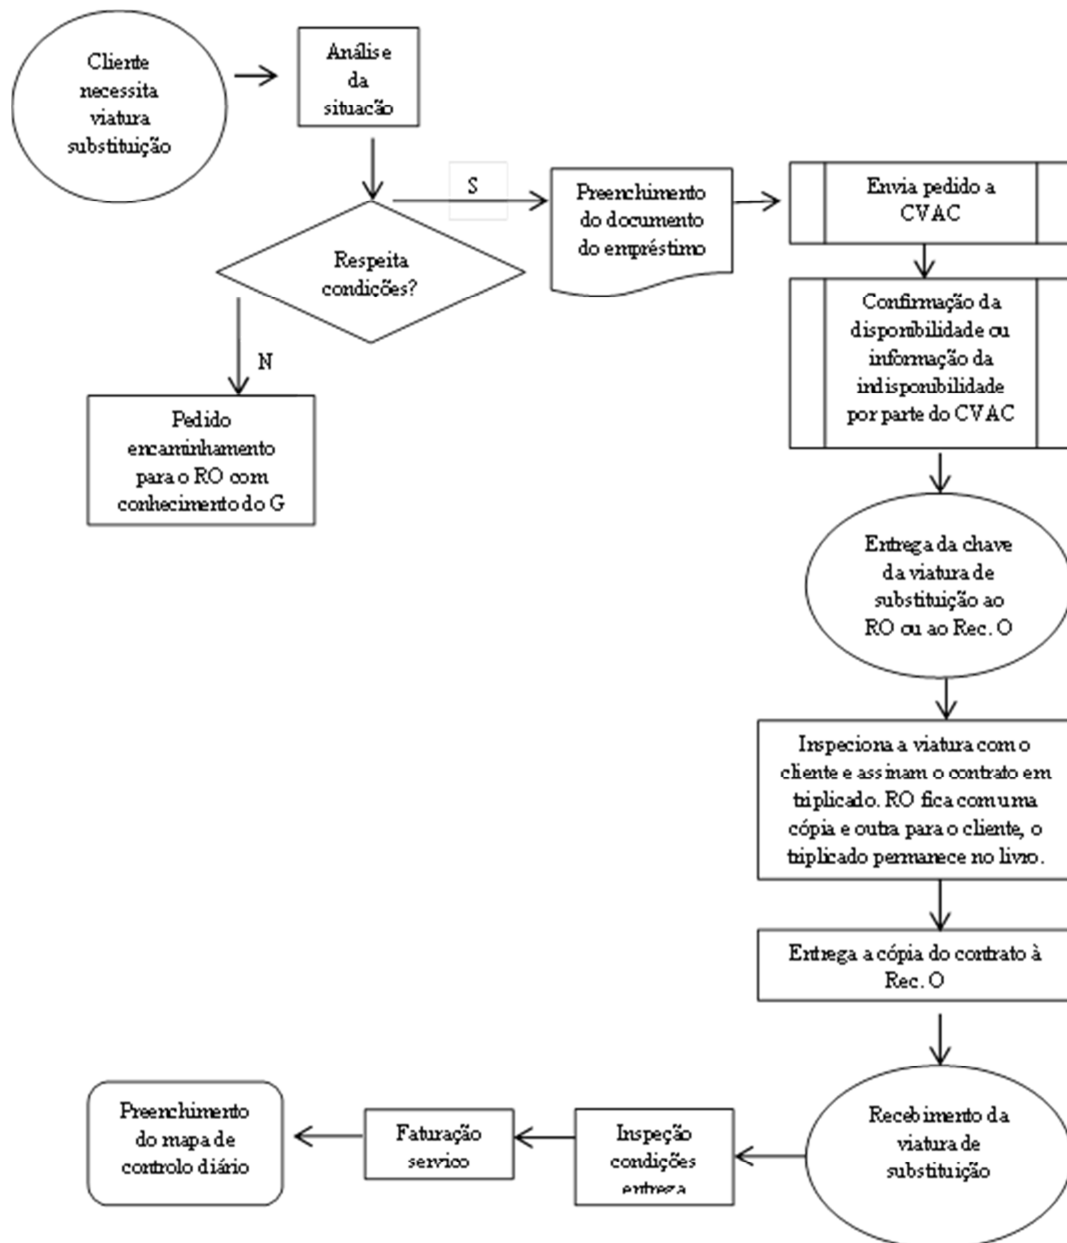 Cliente
necessita
viatura
substituição
Análise
da
situacão
Respeita
condições?
S
N
Pedido
encaminhamento
para o RO com
conhecimento do G
Preenchimento
do documento
do empréstimo
Envia pedido a
CVAC
Confirmação da
disponibilidade ou
informação da
indisponibilidade
por parte do CVAC
Entrega da chave
da viatura de
substituição ao
RO ou ao Rec. O
Inspeciona a viatura com o
cliente e assinam o contrato em
triplicado. RO fica com uma
cópia e outra para o cliente, o
triplicado permanece no livro.
Entrega a cópia do contrato à
Rec. O
Recebimento da
viatura de
substituição
Inspeção
condições
entrega
Faturação
servico
Preenchimento
do mapa de
controlo diário